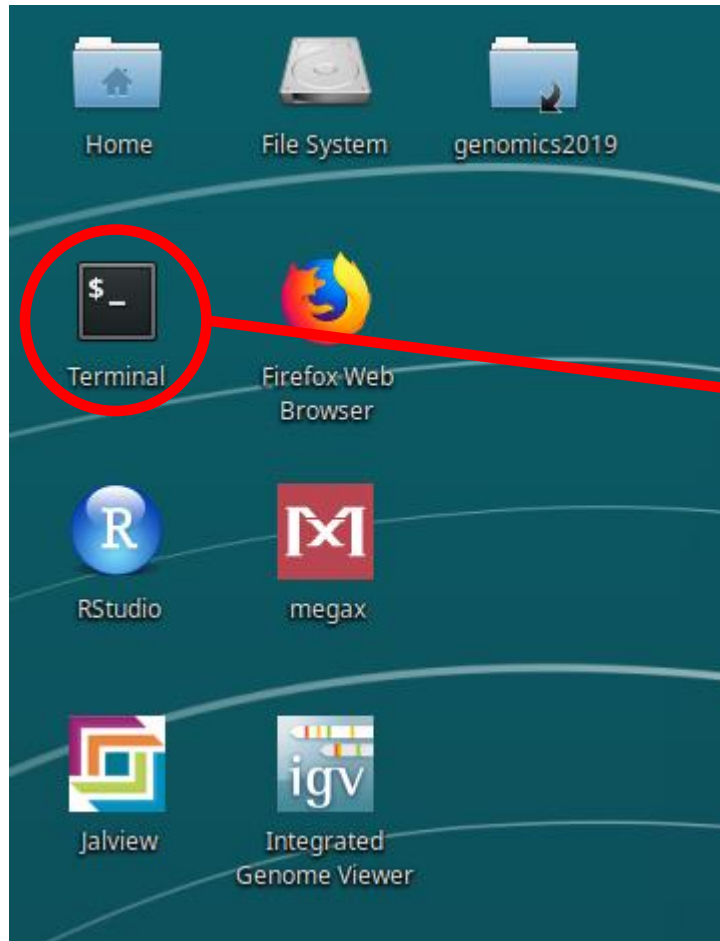 Home
File System
genomics2019
$_
Terminal
Firefox Web
Browser
R
RStudio
megax
igv
Jalview
Integrated
Genome Viewer